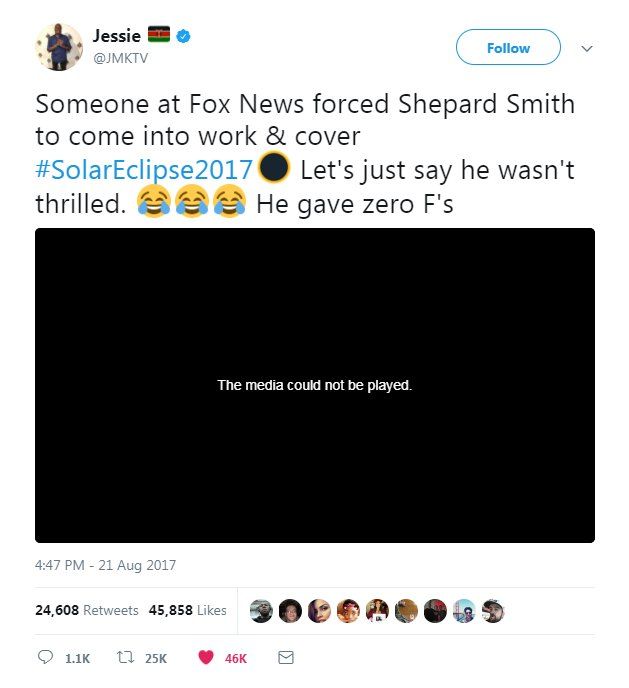 Jessie 🇰🇪
@JMKTV
Follow
Someone at Fox News forced Shepard Smith
to come into work & cover
#SolarEclipse2017🌑 Let's just say he wasn't
thrilled. 😂😂😂 He gave zero F's
The media could not be played.
4:47 PM - 21 Aug 2017
24,608 Retweets 45,858 Likes
1.1K 25K 46K